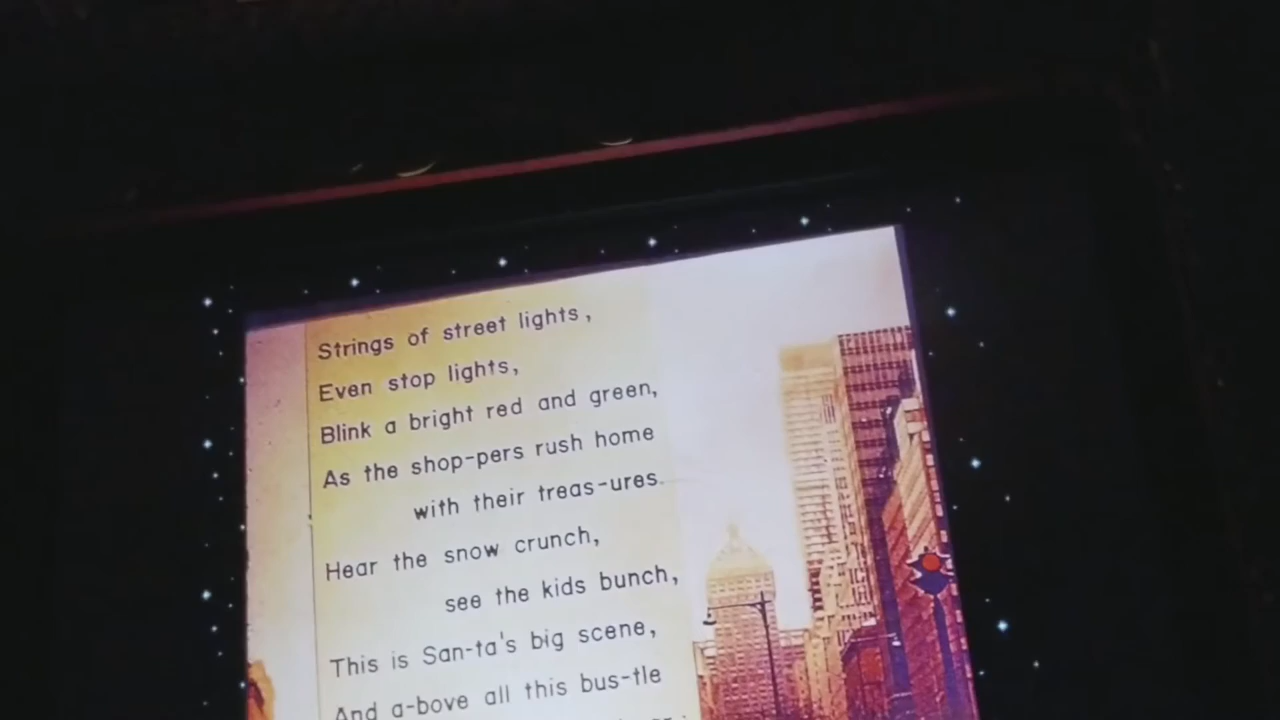 Strings of street lights,
Even stop lights,
Blink a bright red and green,
As the shop-pers rush home
with their treas-ures.
Hear the snow crunch,
see the kids bunch,
This is San-ta's big scene,
And a-bove all this bus-tle